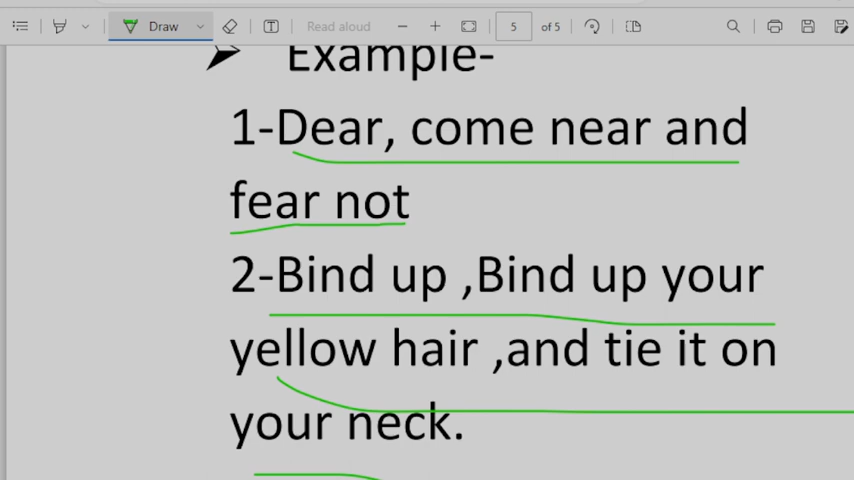 Draw
Read aloud
5
of 5
Example-
1-Dear, come near and
fear not
2-Bind up ,Bind up your
yellow hair ,and tie it on
your neck.